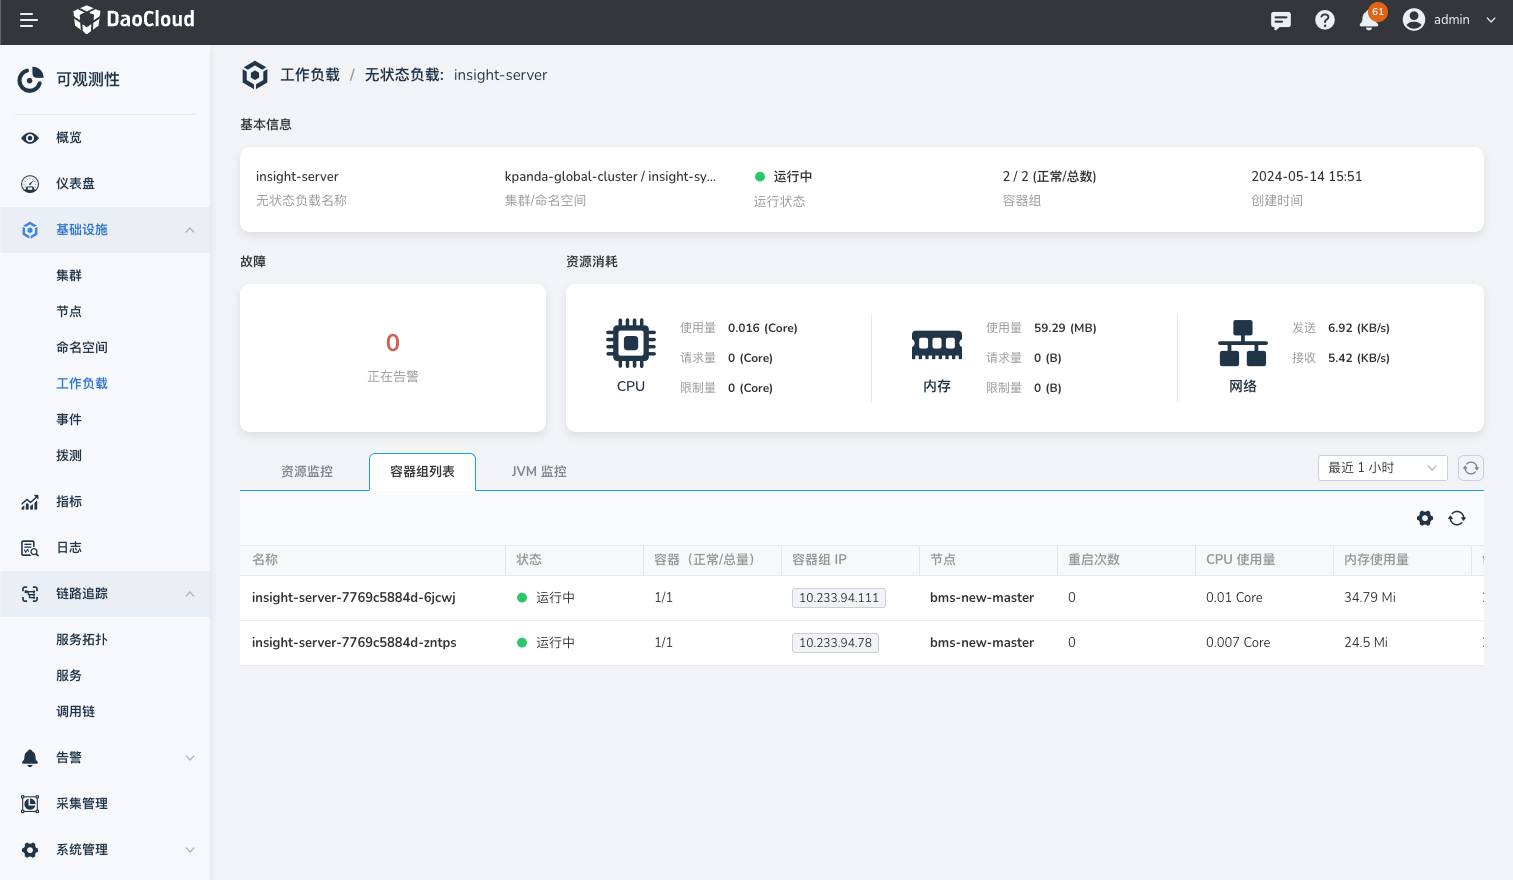 DaoCloud
61
admin
可观测性
概览
仪表盘
基础设施
集群
节点
命名空间
工作负载
事件
拨测
指标
日志
链路追踪
服务拓扑
服务
调用链
告警
采集管理
系统管理
工作负载 / 无状态负载: insight-server
基本信息
insight-server
无状态负载名称
kpanda-global-cluster / insight-sy...
集群/命名空间
运行中
运行状态
2 / 2 (正常/总数)
容器组
2024-05-14 15:51
创建时间
故障
0
正在告警
资源消耗
CPU
使用量 0.016 (Core)
请求量 0 (Core)
限制量 0 (Core)
内存
使用量 59.29 (MB)
请求量 0 (B)
限制量 0 (B)
网络
发送 6.92 (KB/s)
接收 5.42 (KB/s)
资源监控 容器组列表 JVM 监控 最近 1 小时
名称 状态 容器（正常/总量） 容器组 IP 节点 重启次数 CPU 使用量 内存使用量
insight-server-7769c5884d-6jcwj 运行中 1/1 10.233.94.111 bms-new-master 0 0.01 Core 34.79 Mi
insight-server-7769c5884d-zntps 运行中 1/1 10.233.94.78 bms-new-master 0 0.007 Core 24.5 Mi